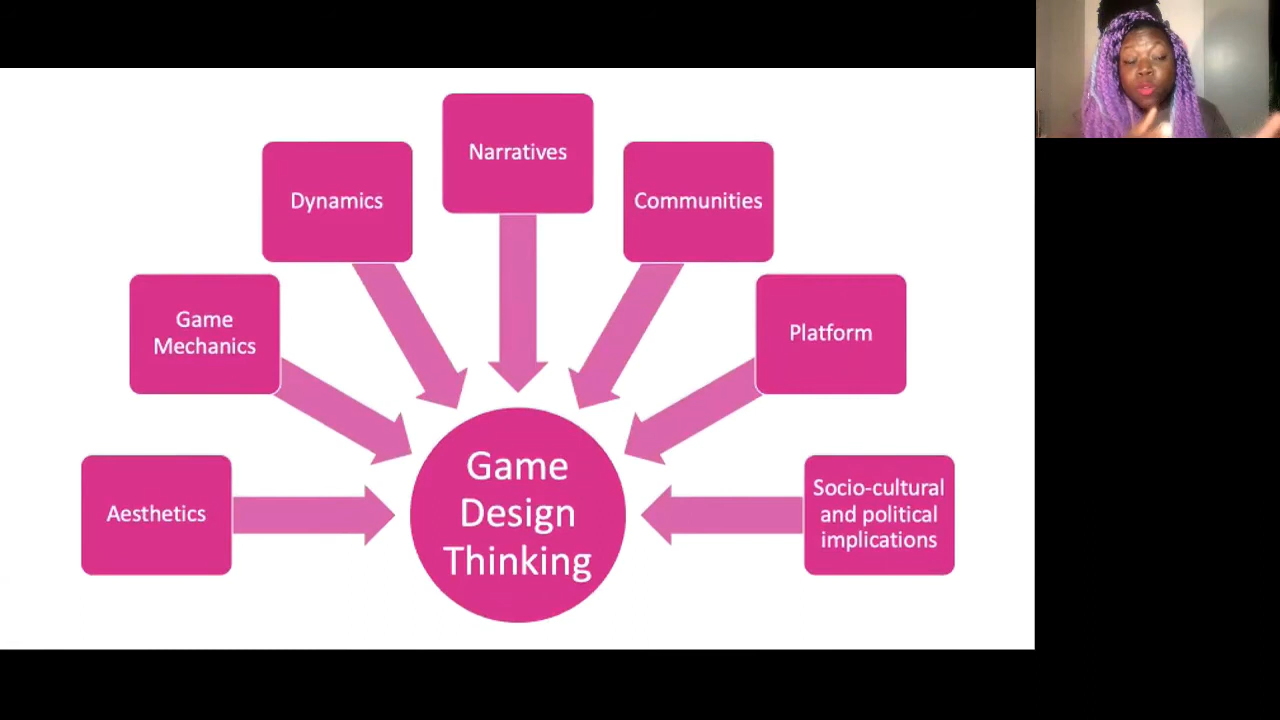 Narratives
Dynamics
Communities
Game
Mechanics
Platform
Aesthetics
Game
Design
Thinking
Socio-cultural
and political
implications